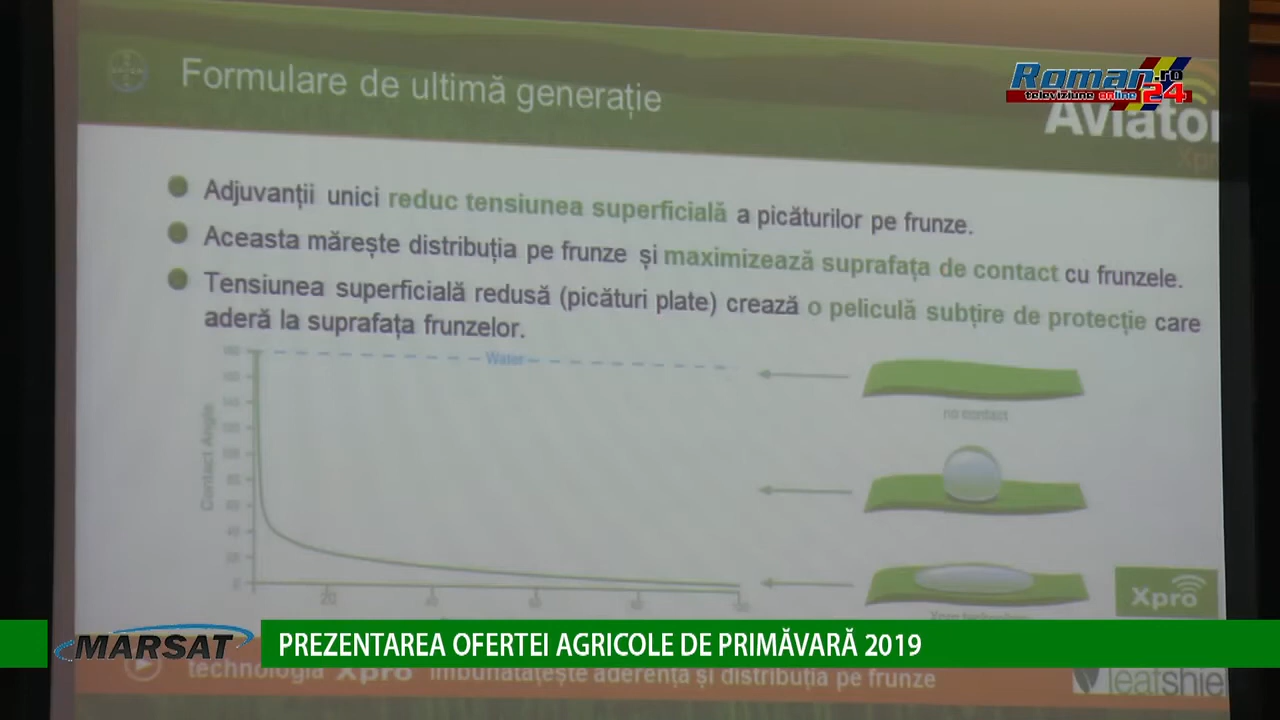 Formulare de ultimă generație
Roman.ro
televiziune online 24
Aviator
Xpro
Adjuvanții unici reduc tensiunea superficială a picăturilor pe frunze.
Aceasta mărește distribuția pe frunze și maximizează suprafața de contact cu frunzele.
Tensiunea superficială redusă (picături plate) crează o peliculă subțire de protecție care
aderă la suprafața frunzelor.
Water
no contact
Contact Angle
20
Xpro
MARSAT
PREZENTAREA OFERTEI AGRICOLE DE PRIMĂVARĂ 2019
technologia Xpro îmbunătățește aderența și distribuția pe frunze
leafshie